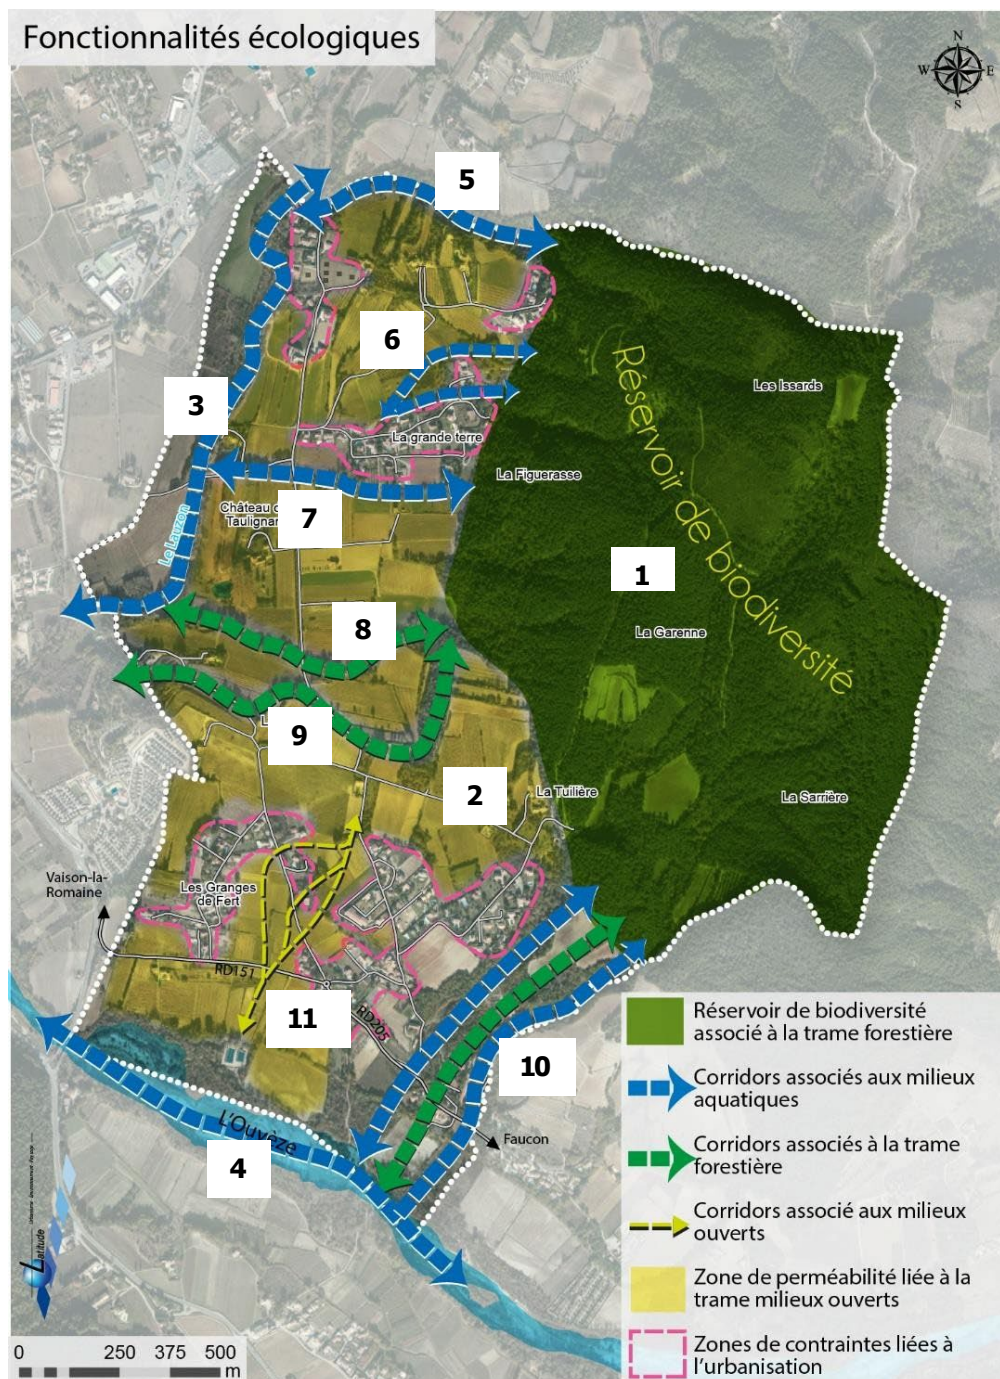 Fonctionnalités écologiques
N
W
E
S
5
6
3
Réservoir de biodiversité
Les Issards
La grande terre
La Figuerasse
Château d
Taulignan
7
Le Lauzon
1
8
La Garenne
9
2
La Tuilière
La Sarrière
Vaison-la-
Romaine
Les Granges
de Fert
RD151
11
RD205
10
L'Ouvèze
Faucon
4
Latitude
Réservoir de biodiversité
associé à la trame forestière
Corridors associés aux milieux
aquatiques
Corridors associés à la trame
forestière
Corridors associé aux milieux
ouverts
Zone de perméabilité liée à la
trame milieux ouverts
Zones de contraintes liées à
l'urbanisation
0 250 375 500
m